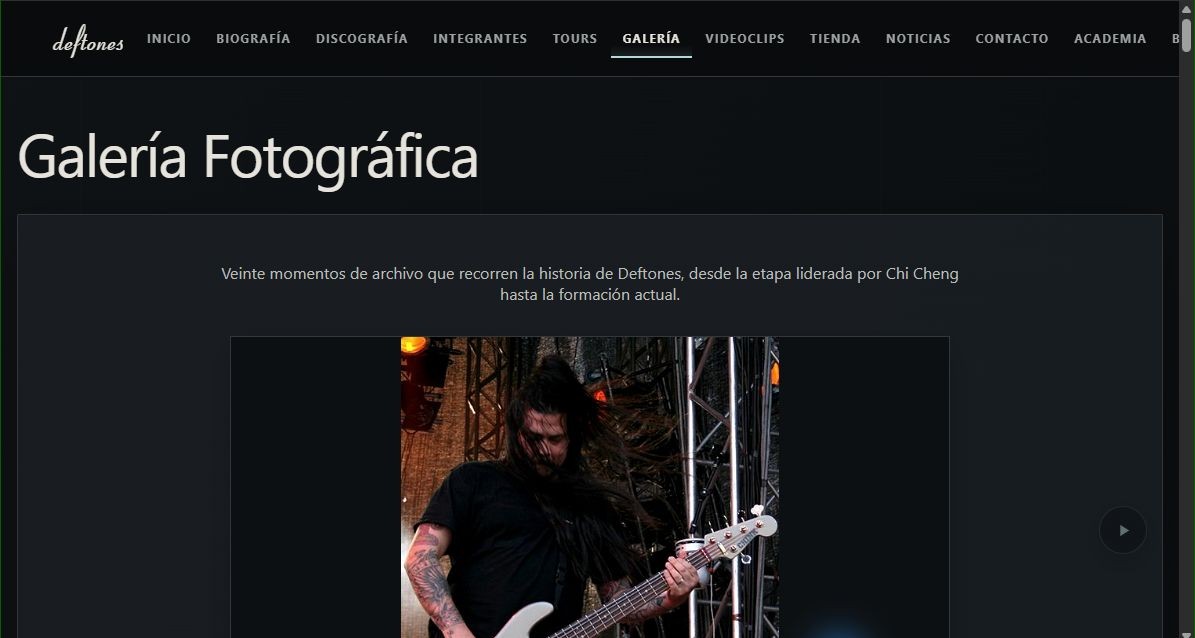 deftones INICIO BIOGRAFÍA DISCOGRAFÍA INTEGRANTES TOURS GALERÍA VIDEOCLIPS TIENDA NOTICIAS CONTACTO ACADEMIA
Galería Fotográfica
Veinte momentos de archivo que recorren la historia de Deftones, desde la etapa liderada por Chi Cheng
hasta la formación actual.